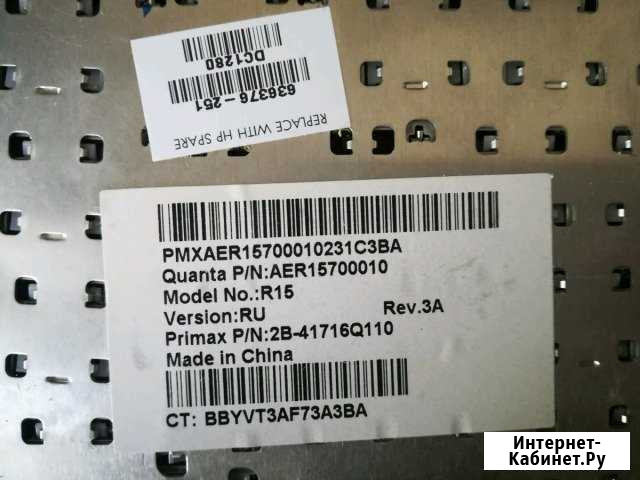 DC1280
636376-251
REPLACE WITH HP SPARE
PMXAER15700010231C3BA
Quanta P/N:AER15700010
Model No.:R15
Version:RU Rev.3A
Primax P/N:2B-41716Q110
Made in China
CT: BBYVT3AF73A3BA
Интернет-
Кабинет.Ру